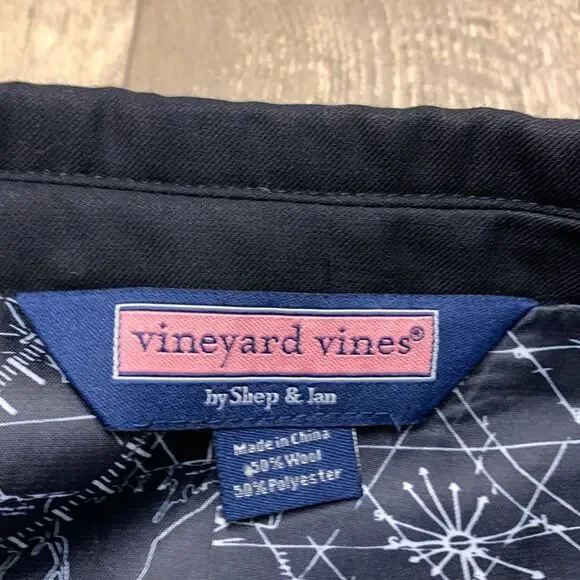 vineyard vines®
by Shep & Ian
Made in China
50% Wool
50% Polyester